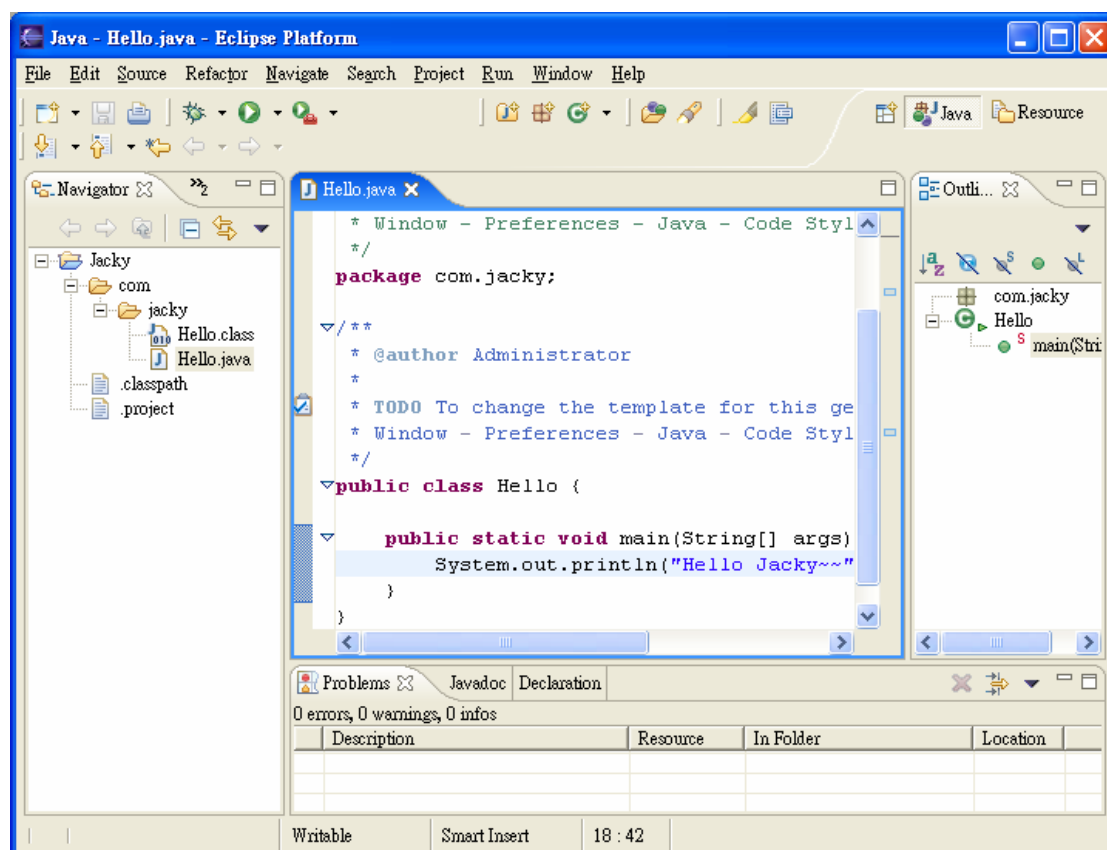 Java - Hello.java - Eclipse Platform
File Edit Source Refactor Navigate Search Project Run Window Help
Java Resource
Navigator
2
Hello.java
Outli...
Jacky
com
jacky
Hello.class
Hello.java
.classpath
.project
* Window - Preferences - Java - Code Styl
*/
package com.jacky;
/**
* @author Administrator
*
* TODO To change the template for this ge
* Window - Preferences - Java - Code Styl
*/
public class Hello {
public static void main(String[] args)
System.out.println("Hello Jacky~~"
}
}
com.jacky
Hello
main(Stri
Problems Javadoc Declaration
0 errors, 0 warnings, 0 infos
Description Resource In Folder Location
Writable Smart Insert 18 : 42